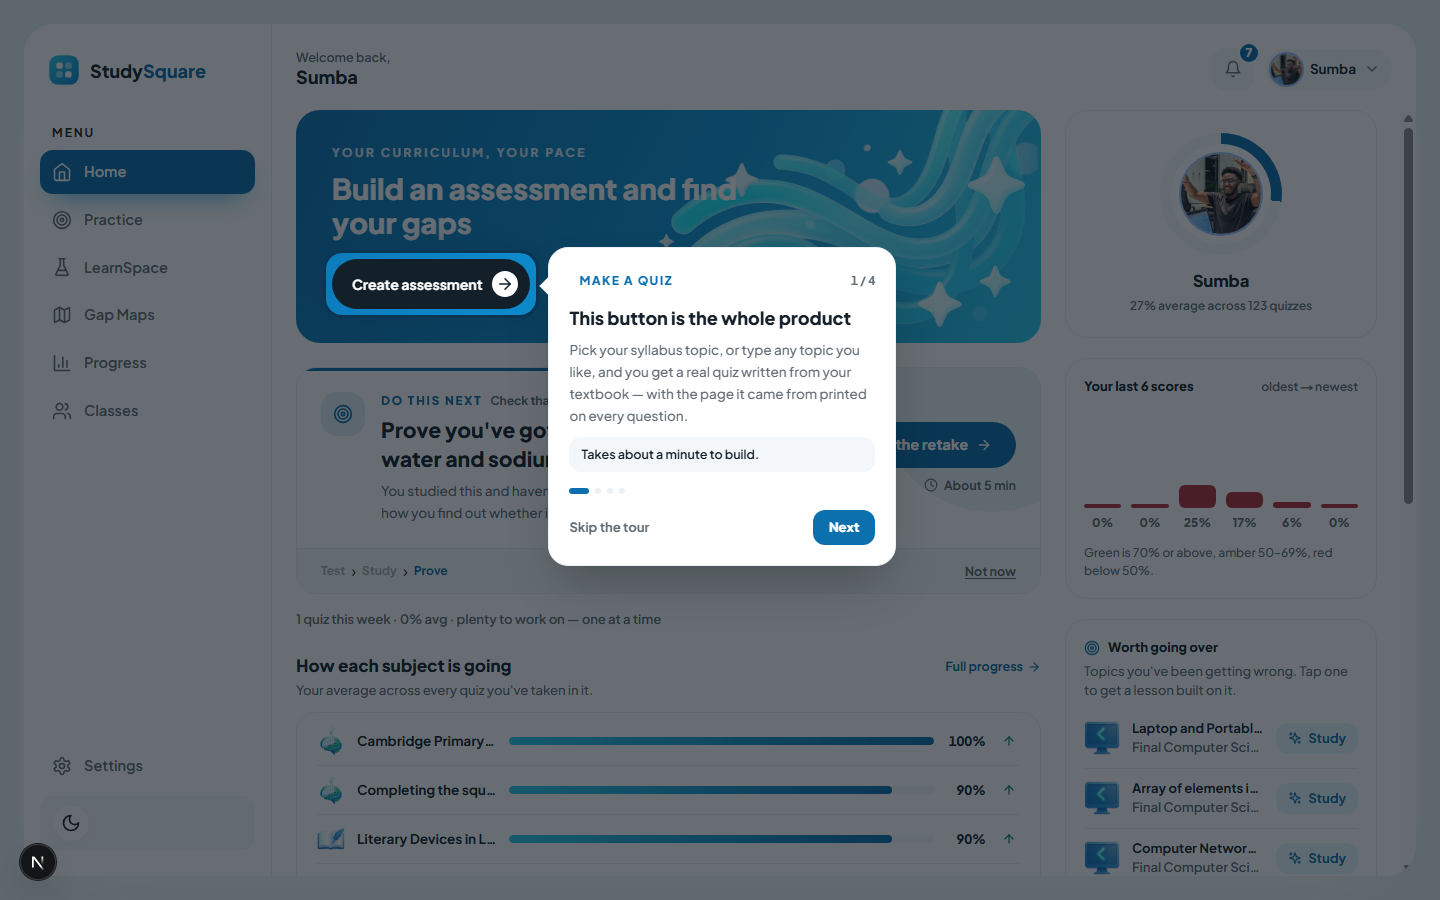 StudySquare
MENU
Home
Practice
LearnSpace
Gap Maps
Progress
Classes
Settings
Welcome back,
Sumba
7
Sumba
YOUR CURRICULUM, YOUR PACE
Build an assessment and find
your gaps
Create assessment
MAKE A QUIZ
1/4
This button is the whole product
Pick your syllabus topic, or type any topic you
like, and you get a real quiz written from your
textbook — with the page it came from printed
on every question.
Takes about a minute to build.
Skip the tour
Next
DO THIS NEXT Check tha
Prove you've go
water and sodiu
You studied this and haven
how you find out whether i
the retake
About 5 min
Test › Study › Prove
Not now
1 quiz this week · 0% avg · plenty to work on — one at a time
How each subject is going
Full progress
Your average across every quiz you've taken in it.
Cambridge Primary... 100%
Completing the squ... 90%
Literary Devices in L... 90%
Sumba
27% average across 123 quizzes
Your last 6 scores
oldest → newest
0% 0% 25% 17% 6% 0%
Green is 70% or above, amber 50–69%, red
below 50%.
Worth going over
Topics you've been getting wrong. Tap one
to get a lesson built on it.
Laptop and Portabl...
Final Computer Sci...
Study
Array of elements i...
Final Computer Sci...
Study
Computer Networ...
Final Computer Sci...
Study
N